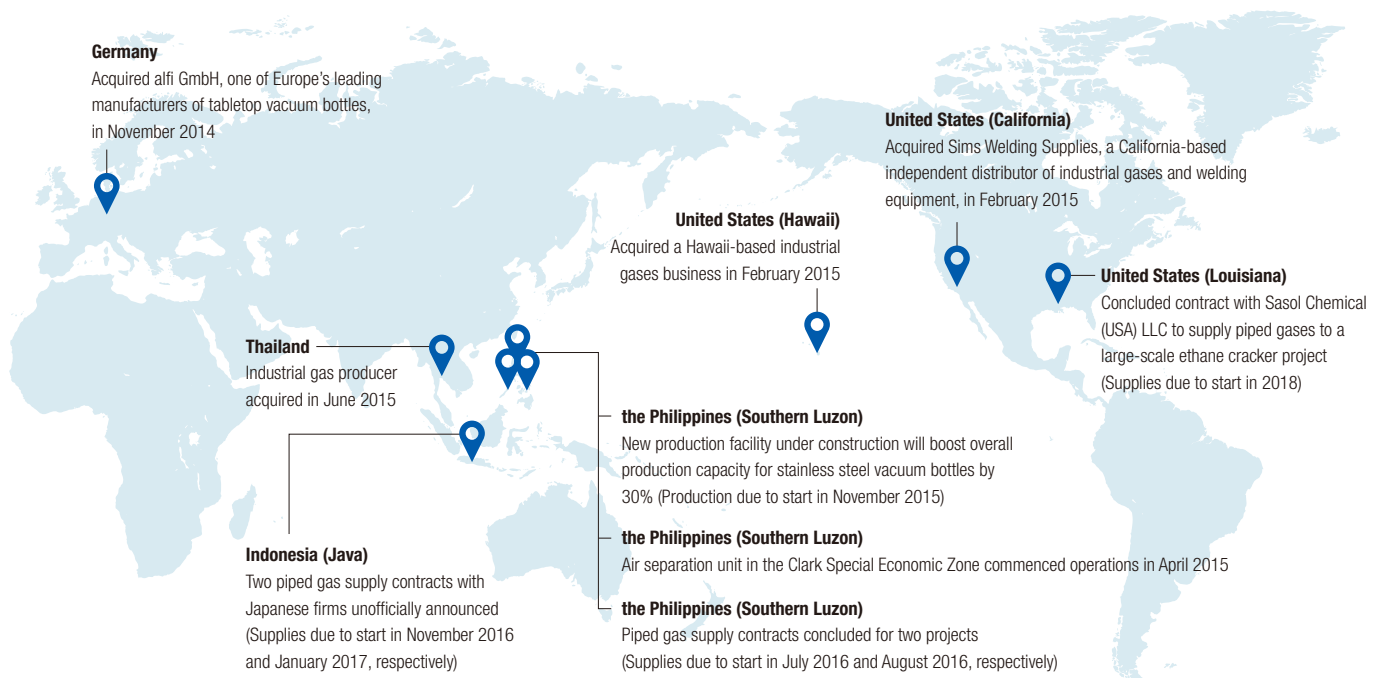 Germany
Acquired alfi GmbH, one of Europe’s leading
manufacturers of tabletop vacuum bottles,
in November 2014
United States (California)
Acquired Sims Welding Supplies, a California-based
independent distributor of industrial gases and welding
equipment, in February 2015
United States (Hawaii)
Acquired a Hawaii-based industrial
gases business in February 2015
United States (Louisiana)
Concluded contract with Sasol Chemical
(USA) LLC to supply piped gases to a
large-scale ethane cracker project
(Supplies due to start in 2018)
Thailand
Industrial gas producer
acquired in June 2015
the Philippines (Southern Luzon)
New production facility under construction will boost overall
production capacity for stainless steel vacuum bottles by
30% (Production due to start in November 2015)
the Philippines (Southern Luzon)
Air separation unit in the Clark Special Economic Zone commenced operations in April 2015
Indonesia (Java)
Two piped gas supply contracts with
Japanese firms unofficially announced
(Supplies due to start in November 2016
and January 2017, respectively)
the Philippines (Southern Luzon)
Piped gas supply contracts concluded for two projects
(Supplies due to start in July 2016 and August 2016, respectively)